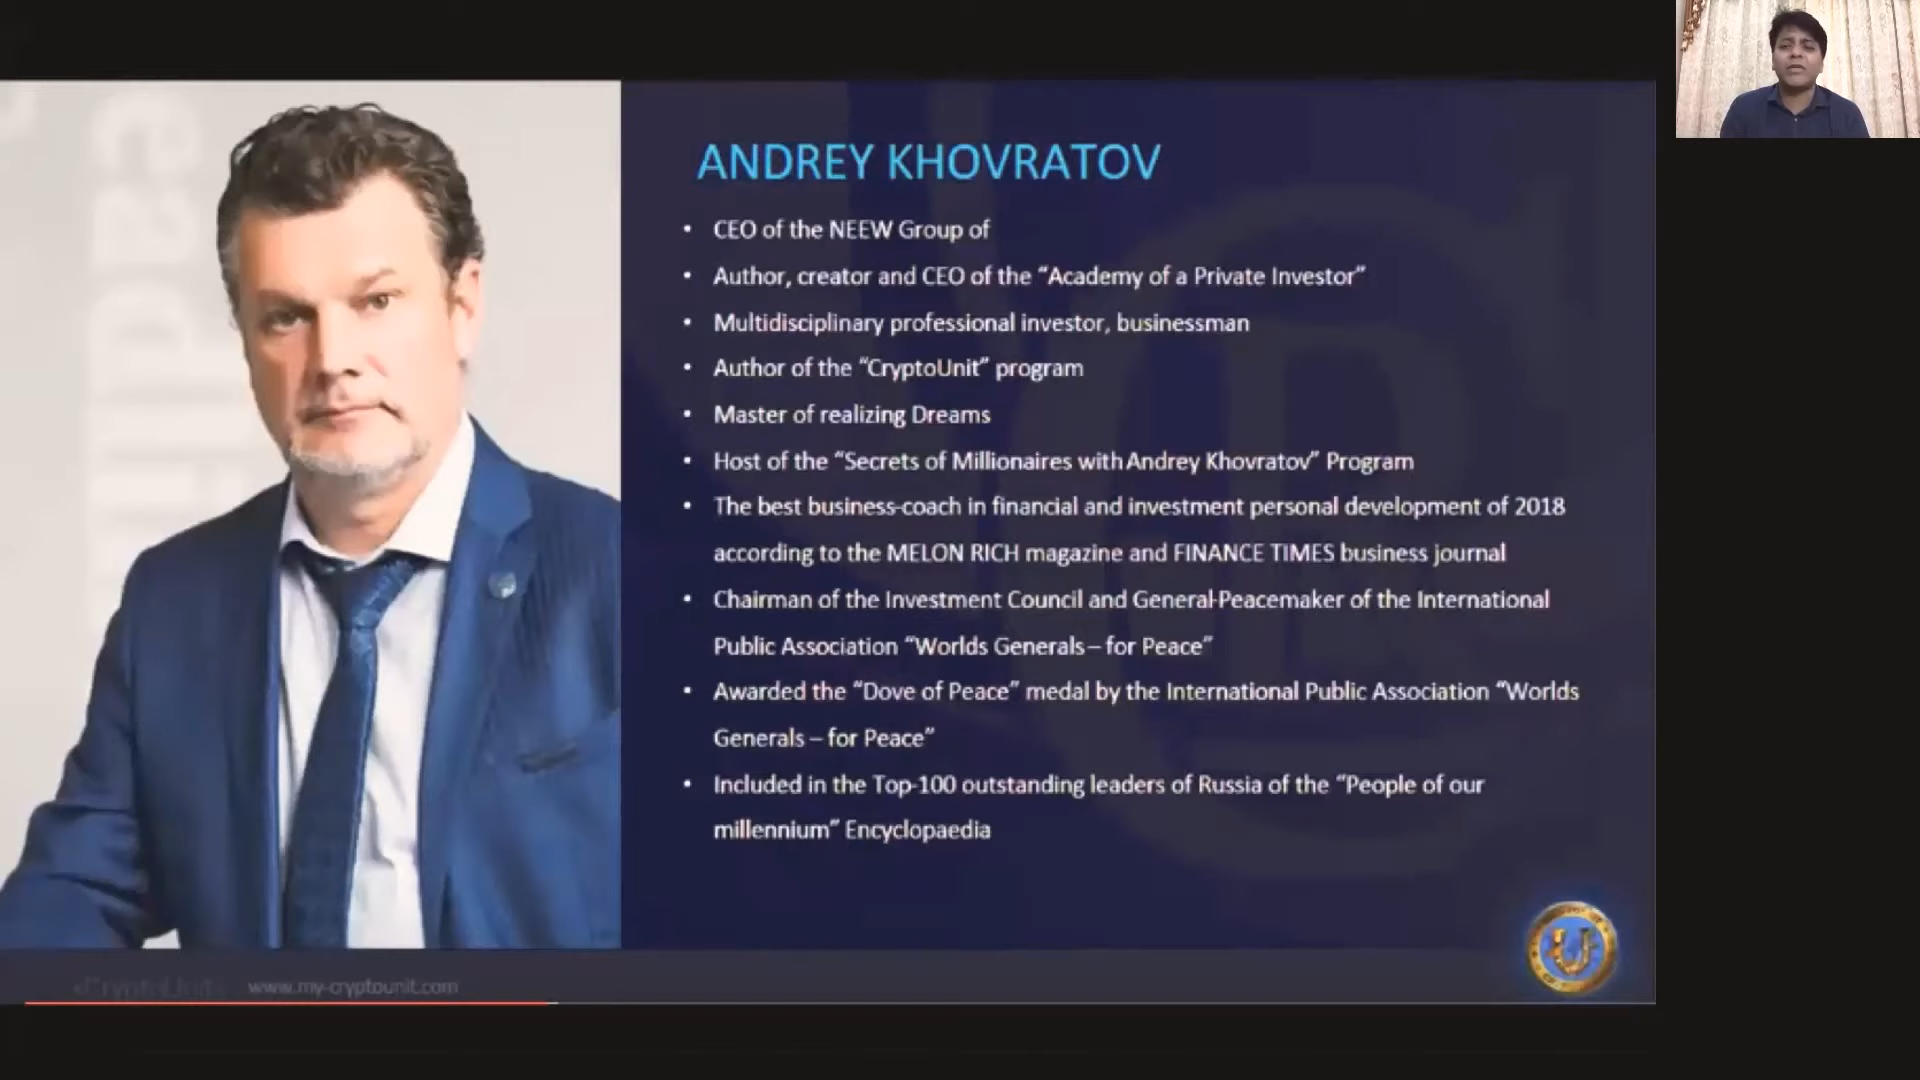 ANDREY KHOVRATOV
• CEO of the NEEW Group of
• Author, creator and CEO of the “Academy of a Private Investor”
• Multidisciplinary professional investor, businessman
• Author of the “CryptoUnit” program
• Master of realizing Dreams
• Host of the “Secrets of Millionaires with Andrey Khovratov” Program
• The best business-coach in financial and investment personal development of 2018
according to the MELON RICH magazine and FINANCE TIMES business journal
• Chairman of the Investment Council and General-Peacemaker of the International
Public Association “Worlds Generals – for Peace”
• Awarded the “Dove of Peace” medal by the International Public Association “Worlds
Generals – for Peace”
• Included in the Top-100 outstanding leaders of Russia of the “People of our
millennium” Encyclopaedia
CryptoUnit www.my-cryptounit.com